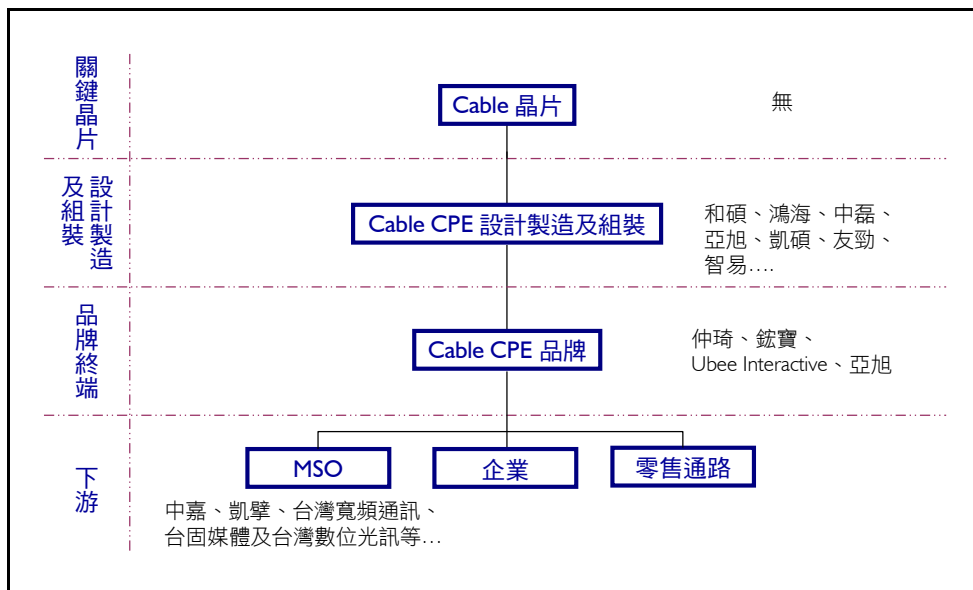 關鍵晶片
Cable 晶片
無
設計製造
及組裝
Cable CPE 設計製造及組裝
和碩、鴻海、中磊、
亞旭、凱碩、友勁、
智易....
品牌終端
Cable CPE 品牌
仲琦、鋐寶、
Ubee Interactive、亞旭
下游
MSO
企業
零售通路
中嘉、凱擘、台灣寬頻通訊、
台固媒體及台灣數位光訊等…